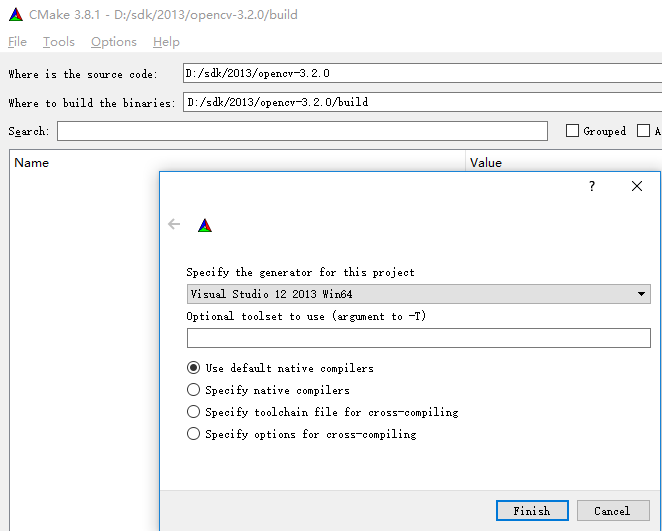 CMake 3.8.1 - D:/sdk/2013/opencv-3.2.0/build
File Tools Options Help
Where is the source code: D:/sdk/2013/opencv-3.2.0
Where to build the binaries: D:/sdk/2013/opencv-3.2.0/build
Search: Grouped A
Name Value
?
Specify the generator for this project
Visual Studio 12 2013 Win64
Optional toolset to use (argument to -T)
Use default native compilers
Specify native compilers
Specify toolchain file for cross-compiling
Specify options for cross-compiling
Finish Cancel